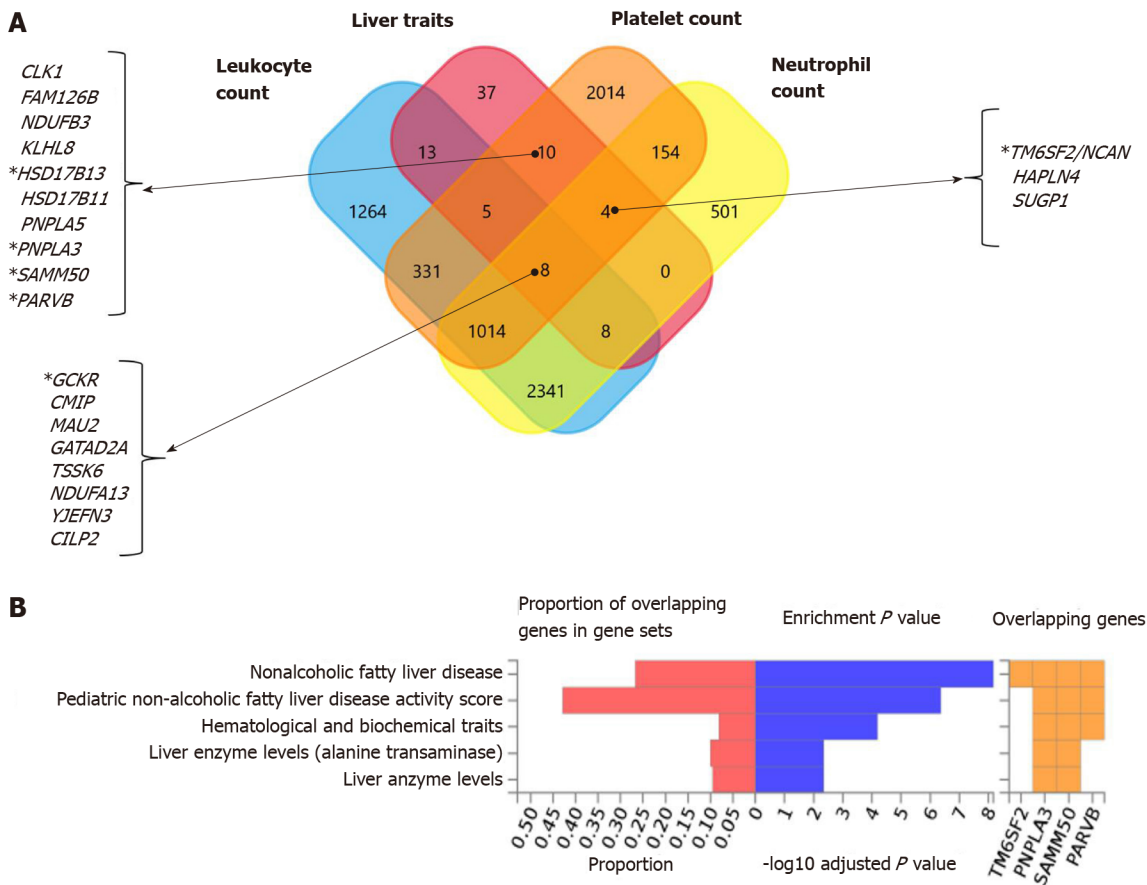 A
Liver traits
Platelet count
Leukocyte
count
Neutrophil
count
CLK1
FAM126B
NDUFB3
KLHL8
*HSD17B13
HSD17B11
PNPLA5
*PNPLA3
*SAMM50
*PARVB
37
2014
13
10
154
1264
5
4
501
331
8
0
1014
8
2341
*TM6SF2/NCAN
HAPLN4
SUGP1
*GCKR
CMIP
MAU2
GATAD2A
TSSK6
NDUFA13
YJEFN3
CILP2
B
Proportion of overlapping
genes in gene sets
Enrichment P value
Overlapping genes
Nonalcoholic fatty liver disease
Pediatric non-alcoholic fatty liver disease activity score
Hematological and biochemical traits
Liver enzyme levels (alanine transaminase)
Liver anzyme levels
0.50 0.45 0.40 0.35 0.30 0.25 0.20 0.15 0.10 0.05 0 1 2 3 4 5 6 7 8
TM6SF2 PNPLA3 SAMM50 PARVB
Proportion
-log10 adjusted P value